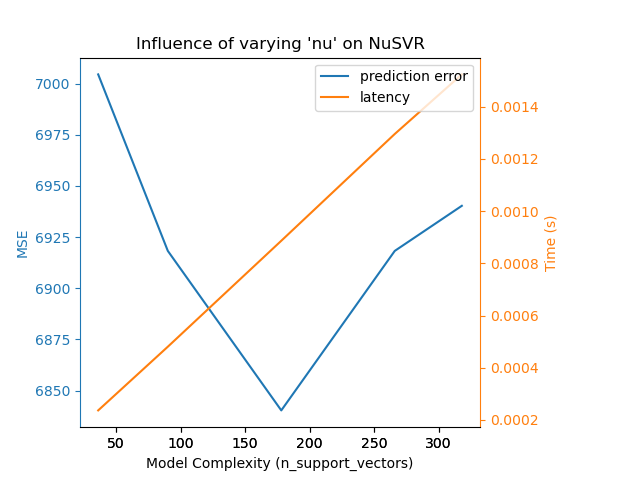 Influence of varying 'nu' on NuSVR
prediction error
latency
7000
6975
6950
6925
6900
6875
6850
MSE
0.0014
0.0012
0.0010
0.0008
0.0006
0.0004
0.0002
Time (s)
50 100 150 200 250 300
Model Complexity (n_support_vectors)